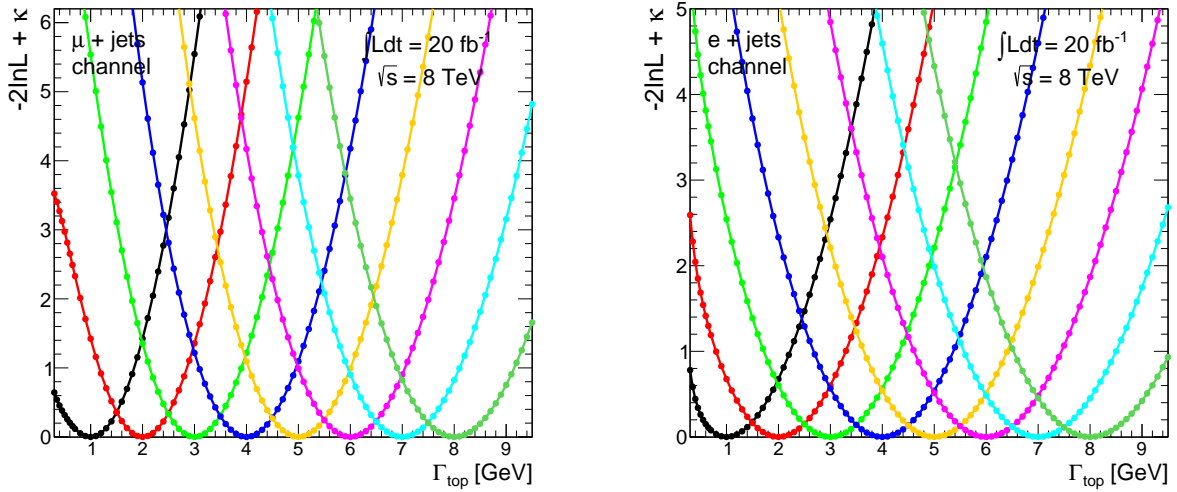 -2lnL + κ
μ + jets
channel
∫Ldt = 20 fb⁻¹
√s = 8 TeV
6
5
4
3
2
1
0
1 2 3 4 5 6 7 8 9
Γtop [GeV]
-2lnL + κ
e + jets
channel
∫Ldt = 20 fb⁻¹
√s = 8 TeV
5
4
3
2
1
0
1 2 3 4 5 6 7 8 9
Γtop [GeV]